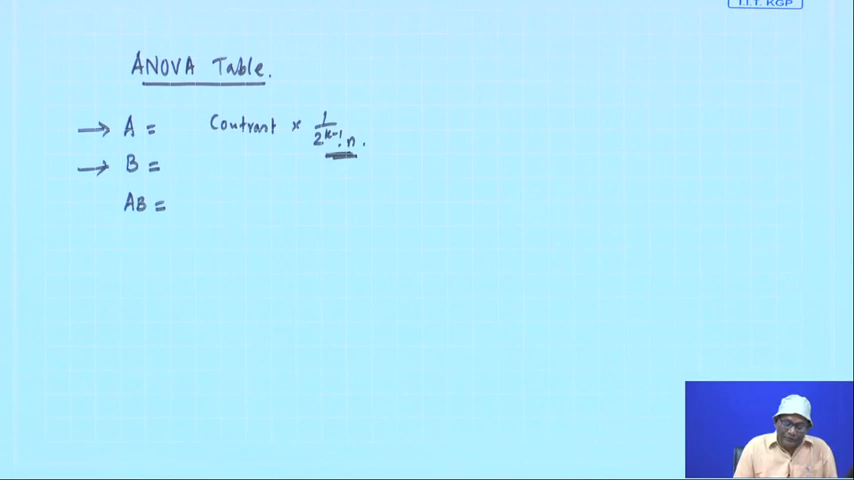 I.I.T. KGP
ANOVA Table.
→ A = Contrast × 1/2^{k-1}.n.
→ B =
AB =